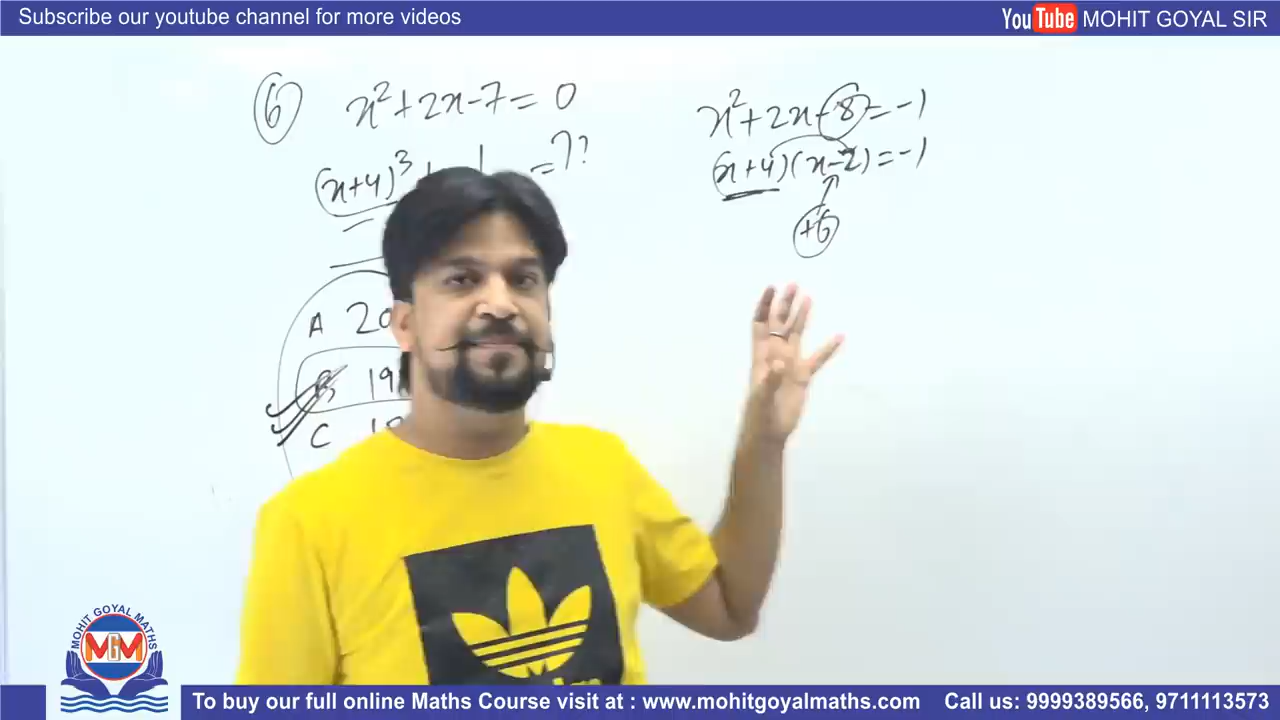 Subscribe our youtube channel for more videos
YouTube MOHIT GOYAL SIR
6 x²+2x-7=0
(x+4)³ + 1 =??
A 20
B 19
C
x²+2x-8=-1
(x+4)(x-2)=-1
+6
MOHIT GOYAL MATHS
MGM
To buy our full online Maths Course visit at : www.mohitgoyalmaths.com Call us: 9999389566, 9711113573